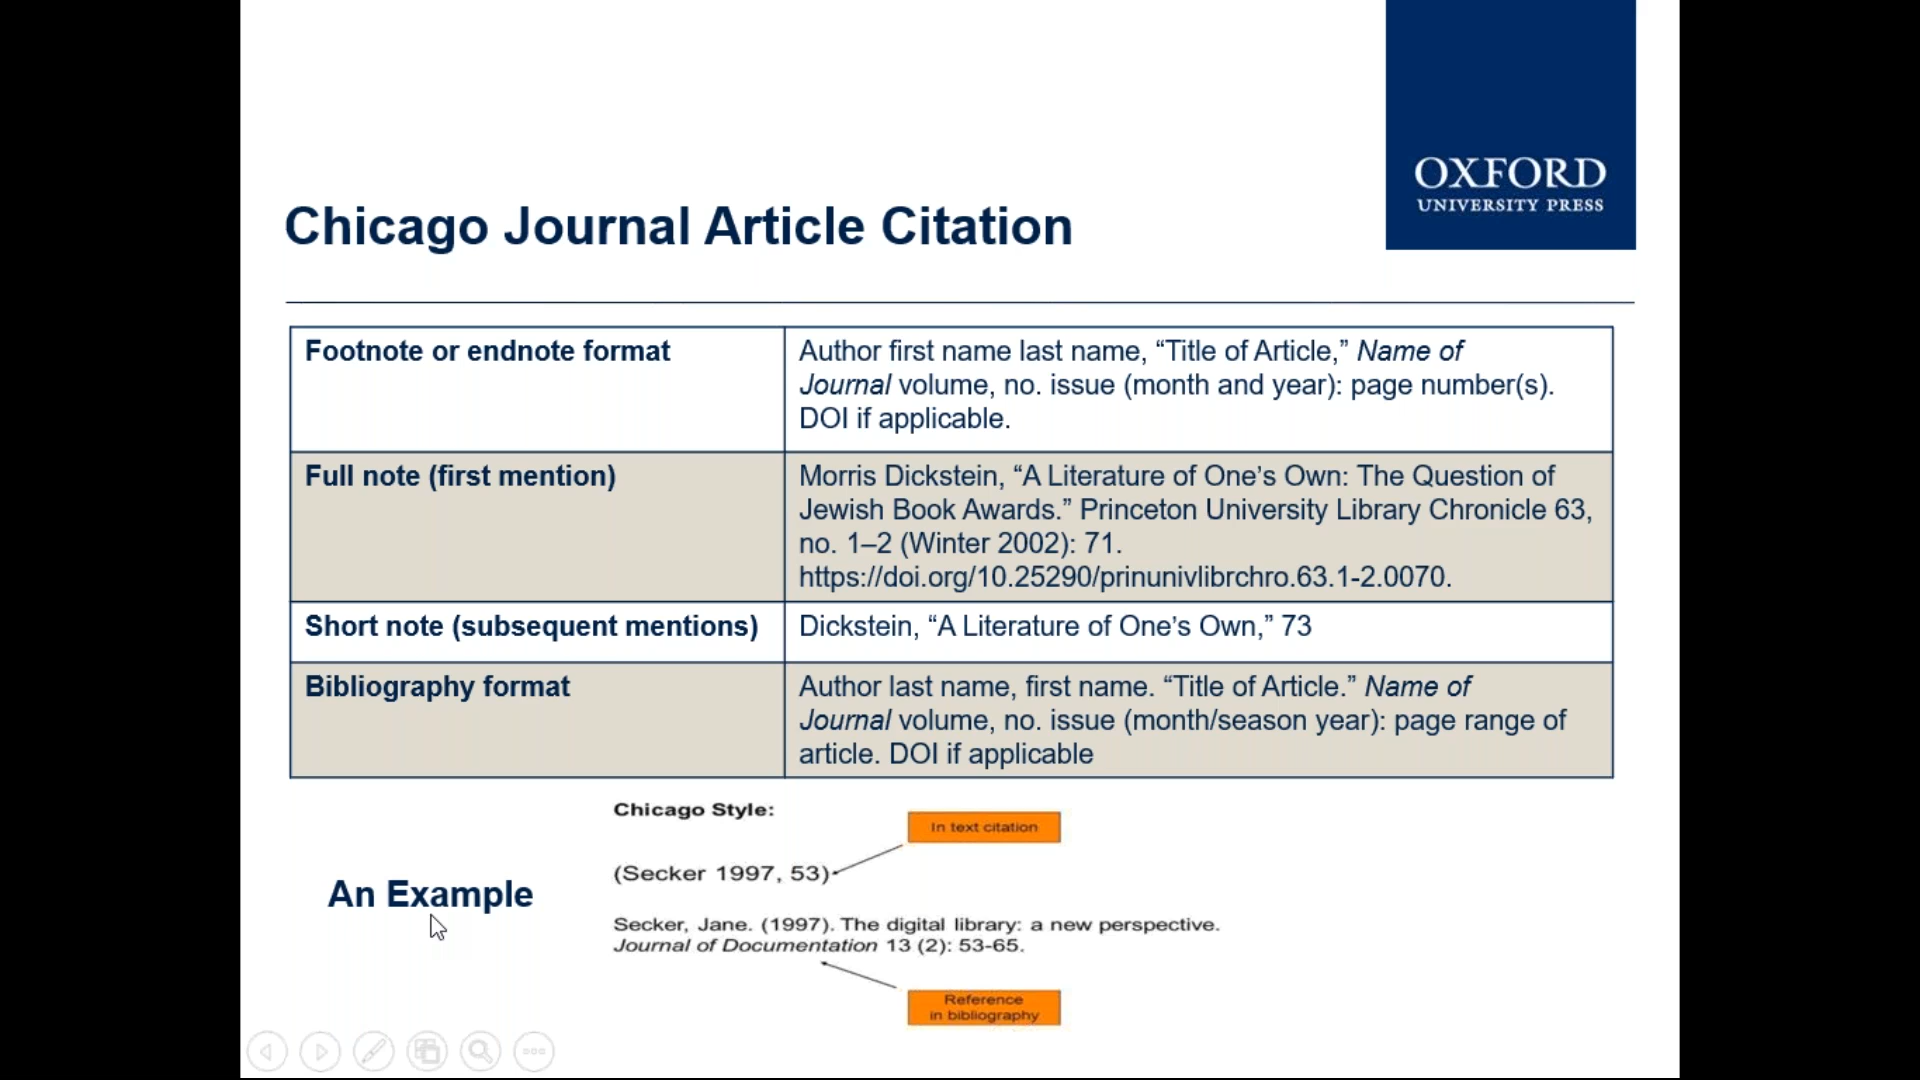 OXFORD
UNIVERSITY PRESS
Chicago Journal Article Citation
Footnote or endnote format
Author first name last name, “Title of Article,” Name of
Journal volume, no. issue (month and year): page number(s).
DOI if applicable.
Full note (first mention)
Morris Dickstein, “A Literature of One’s Own: The Question of
Jewish Book Awards.” Princeton University Library Chronicle 63,
no. 1–2 (Winter 2002): 71.
https://doi.org/10.25290/prinunivlibrchro.63.1-2.0070.
Short note (subsequent mentions)
Dickstein, “A Literature of One’s Own,” 73
Bibliography format
Author last name, first name. “Title of Article.” Name of
Journal volume, no. issue (month/season year): page range of
article. DOI if applicable
Chicago Style:
In text citation
(Secker 1997, 53)
An Example
Secker, Jane. (1997). The digital library: a new perspective.
Journal of Documentation 13 (2): 53-65.
Reference
in bibliography